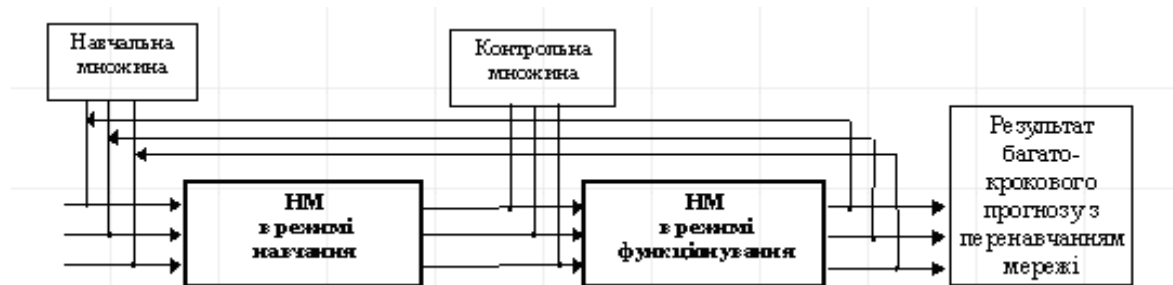 Навчальна
множина
Контрольна
множина
НМ
в режимі
навчання
НМ
в режимі
функціонування
Результат
багато-
крокового
прогнозу з
перенавчанням
мережі